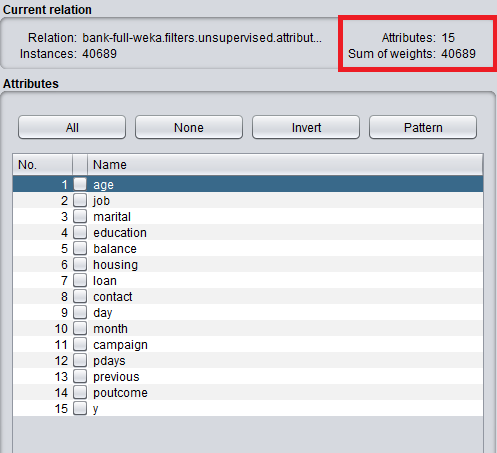 Current relation
Relation: bank-full-weka.filters.unsupervised.attribut... Attributes: 15
Instances: 40689 Sum of weights: 40689
Attributes
All None Invert Pattern
No. Name
1 age
2 job
3 marital
4 education
5 balance
6 housing
7 loan
8 contact
9 day
10 month
11 campaign
12 pdays
13 previous
14 poutcome
15 y